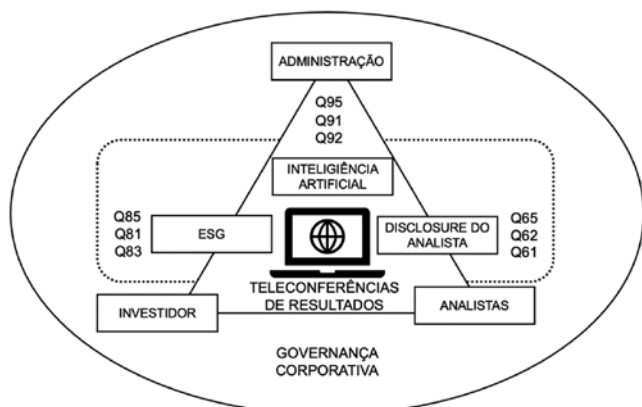 ADMINISTRAÇÃO
Q95
Q91
Q92
INTELIGIÊNCIA
ARTIFICIAL
Q85
Q81
Q83
ESG
DISCLOSURE DO
ANALISTA
Q65
Q62
Q61
TELECONFERÊNCIAS
DE RESULTADOS
INVESTIDOR
ANALISTAS
GOVERNANÇA
CORPORATIVA